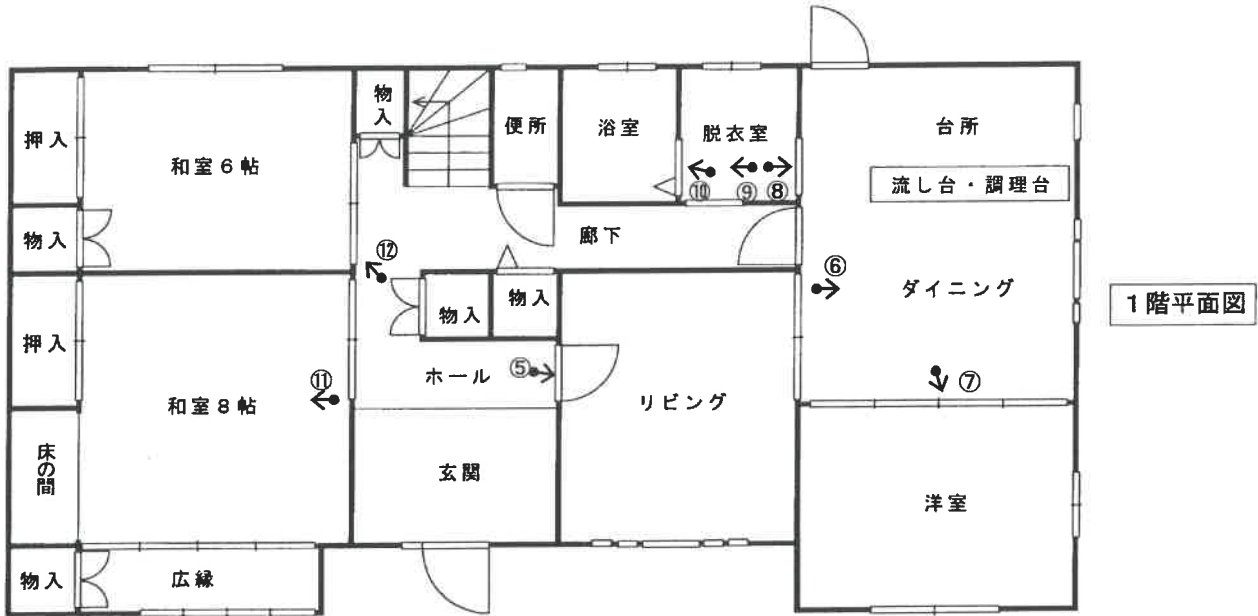 押入
和室6帖
物入
便所
浴室
脱衣室
台所
流し台・調理台
⑩
⑨
⑧
物入
廊下
⑫
⑥
ダイニング
1階平面図
物入
物入
押入
和室8帖
⑪
ホール
⑤
リビング
⑦
床の間
玄関
洋室
物入
広縁